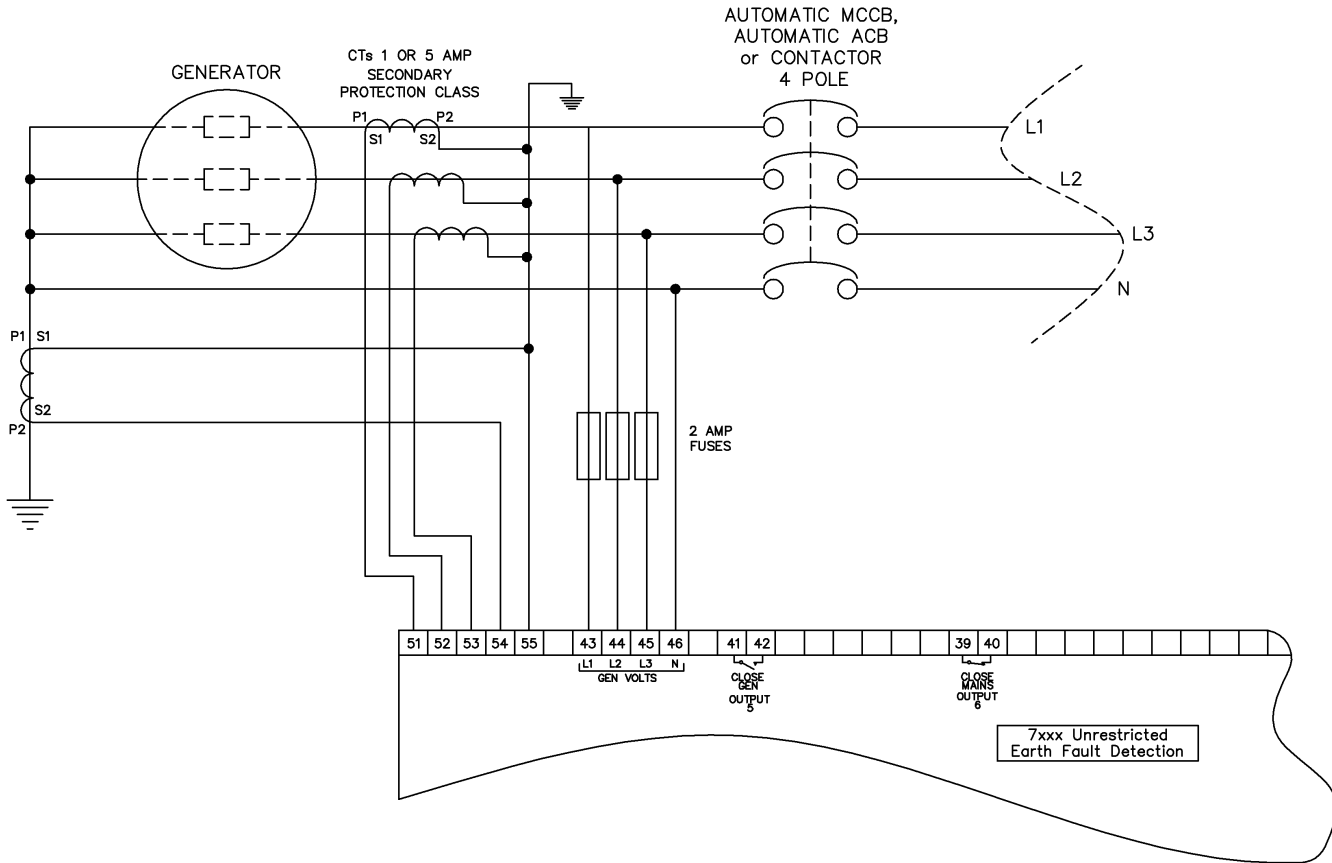 AUTOMATIC MCCB,
AUTOMATIC ACB
or CONTACTOR
4 POLE
CTs 1 OR 5 AMP
SECONDARY
PROTECTION CLASS
GENERATOR
P1 P2
S1 S2
L1
L2
L3
N
P1 S1
S2
P2
2 AMP
FUSES
51 52 53 54 55 43 44 45 46 41 42 39 40
L1 L2 L3 N
GEN VOLTS
CLOSE
GEN
OUTPUT
5
CLOSE
MAINS
OUTPUT
6
7xxx Unrestricted
Earth Fault Detection